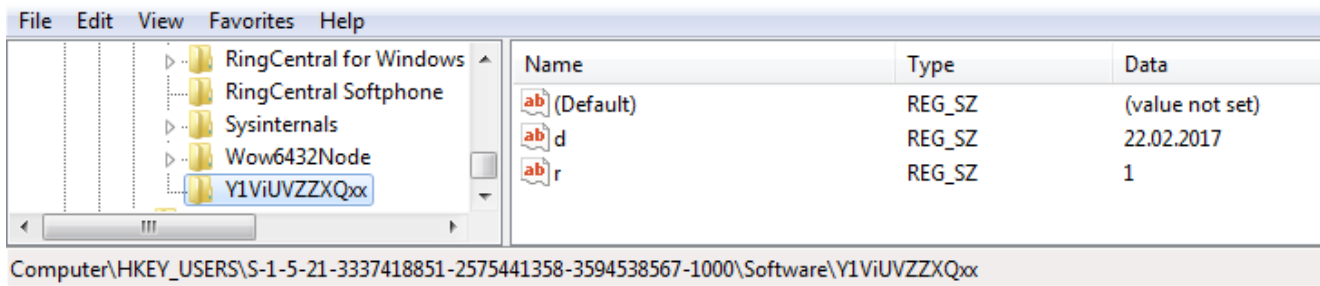 File Edit View Favorites Help
RingCentral for Windows
RingCentral Softphone
Sysinternals
Wow6432Node
Y1ViUVZZXQxx
Name Type Data
(Default) REG_SZ (value not set)
d REG_SZ 22.02.2017
r REG_SZ 1
Computer\HKEY_USERS\S-1-5-21-3337418851-2575441358-3594538567-1000\Software\Y1ViUVZZXQxx